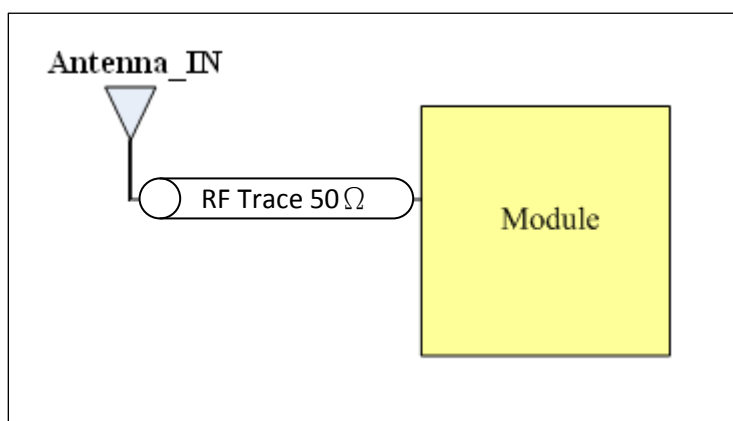 Antenna_IN
RF Trace 50Ω
Module